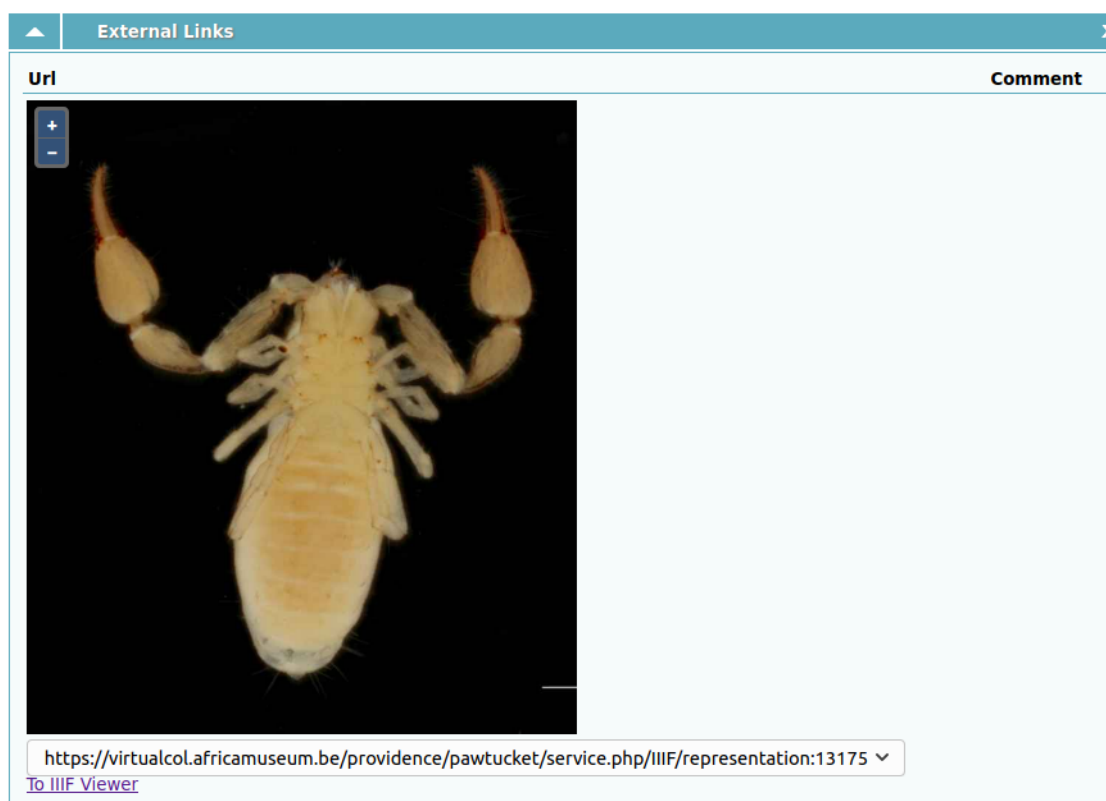 External Links
Url Comment
+
−
https://virtualcol.africamuseum.be/providence/pawtucket/service.php/IIIF/representation:13175
To IIIF Viewer